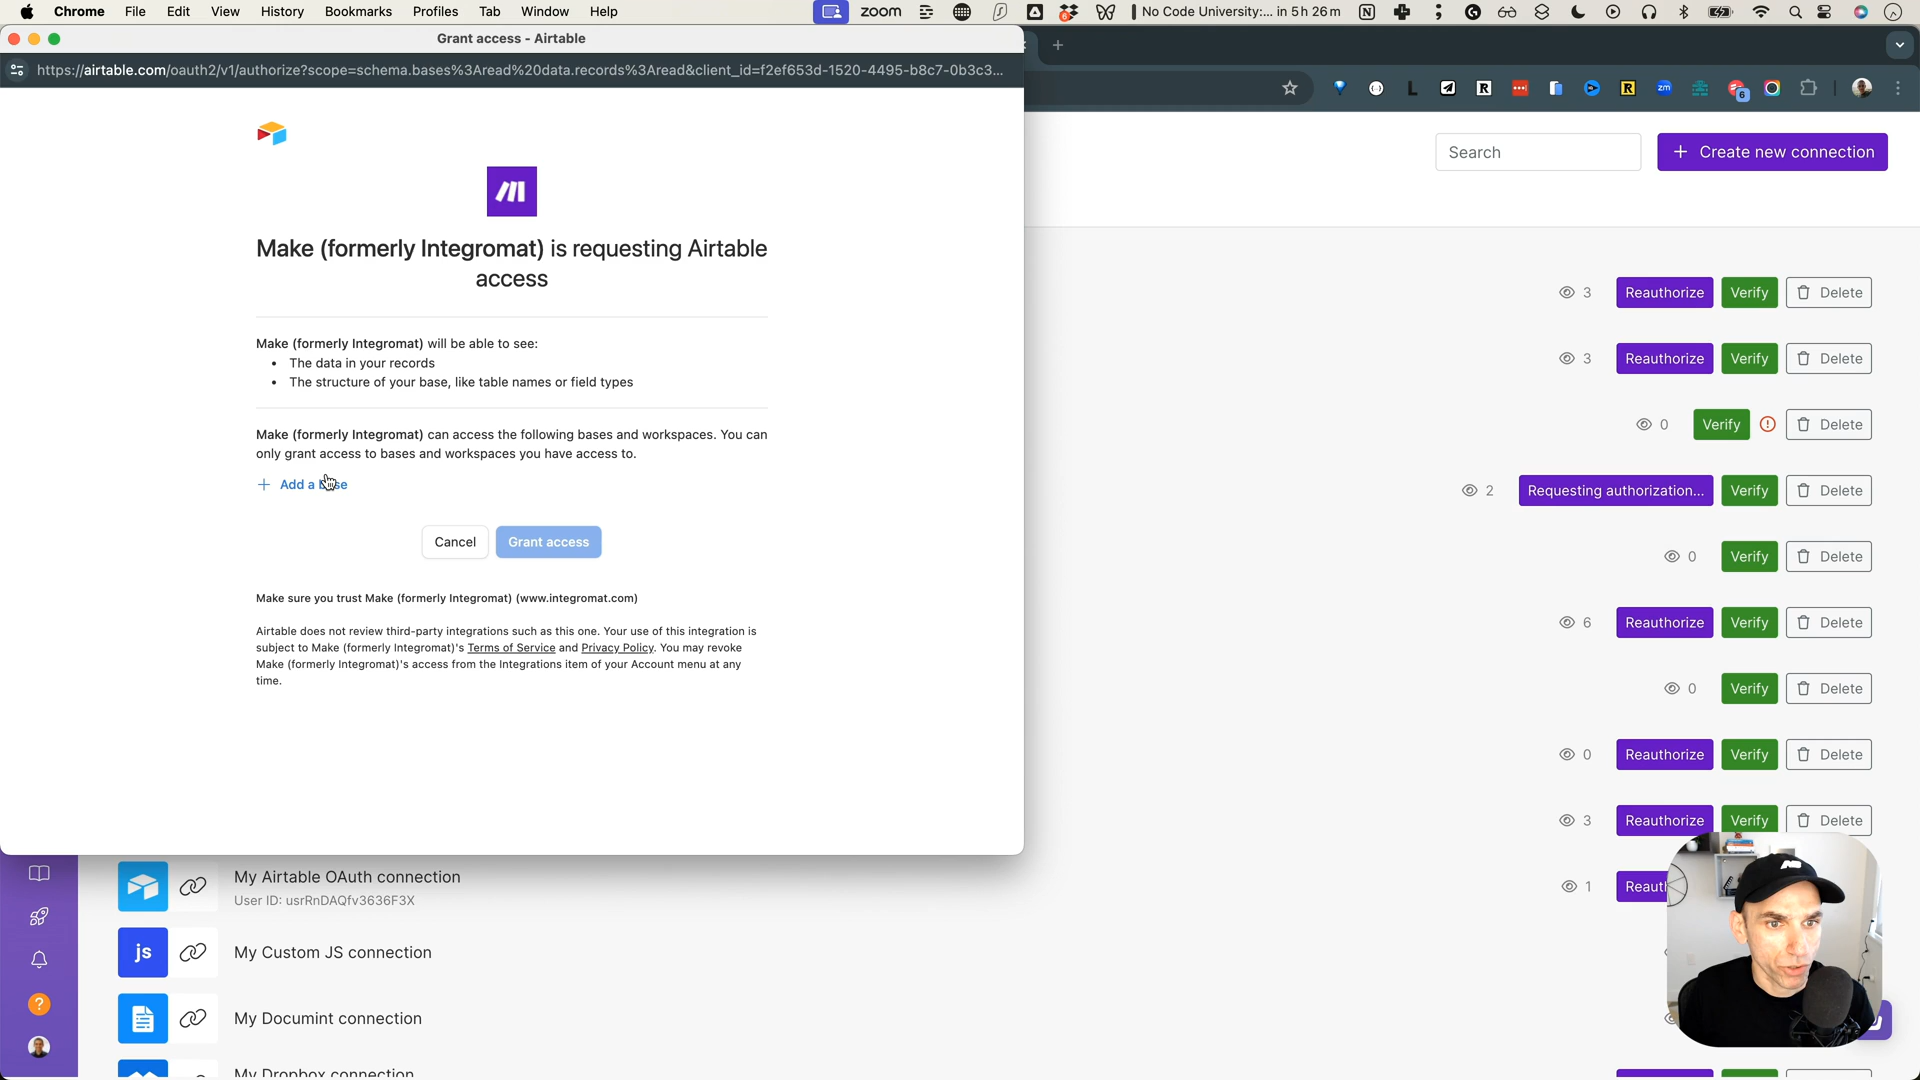 Chrome File Edit View History Bookmarks Profiles Tab Window Help
zoom
No Code University:... in 5 h 26 m
Grant access - Airtable
https://airtable.com/oauth2/v1/authorize?scope=schema.bases%3Aread%20data.records%3Aread&client_id=f2ef653d-1520-4495-b8c7-0b3c3...
Search
+ Create new connection
Make (formerly Integromat) is requesting Airtable
access
Make (formerly Integromat) will be able to see:
• The data in your records
• The structure of your base, like table names or field types
Make (formerly Integromat) can access the following bases and workspaces. You can
only grant access to bases and workspaces you have access to.
+ Add a base
Cancel Grant access
Make sure you trust Make (formerly Integromat) (www.integromat.com)
Airtable does not review third-party integrations such as this one. Your use of this integration is
subject to Make (formerly Integromat)'s Terms of Service and Privacy Policy. You may revoke
Make (formerly Integromat)'s access from the Integrations item of your Account menu at any
time.
3 Reauthorize Verify Delete
3 Reauthorize Verify Delete
0 Verify Delete
2 Requesting authorization... Verify Delete
0 Verify Delete
6 Reauthorize Verify Delete
0 Verify Delete
0 Reauthorize Verify Delete
3 Reauthorize Verify Delete
My Airtable OAuth connection
User ID: usrRnDAQfv3636F3X
1 Reaut
js My Custom JS connection
My Documint connection
My Dropbox connection